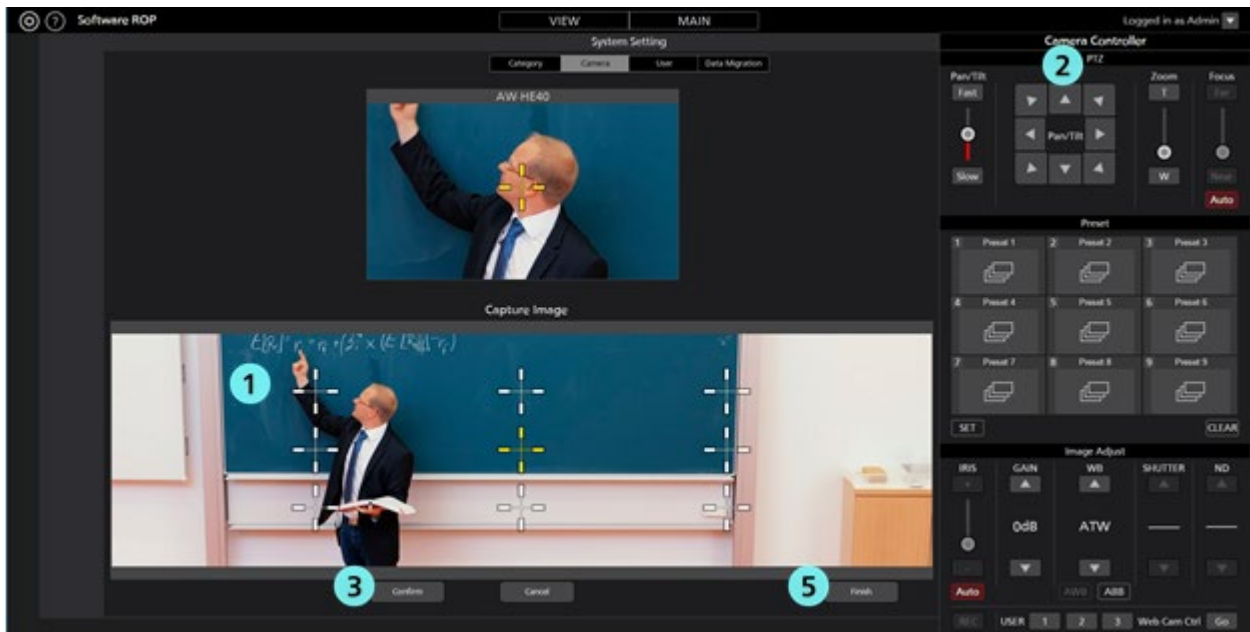 ? Software ROP VIEW MAIN Logged in as Admin
System Setting
Category Camera User Data Migration
AW-HE40
Capture Image
1
3 Confirm Cancel 5 Finish
Camera Controller
2 PTZ
Pan/Tilt Zoom Focus
Fast T Far
Pan/Tilt
Slow W Near
Auto
Preset
1 Preset 1 2 Preset 2 3 Preset 3
4 Preset 4 5 Preset 5 6 Preset 6
7 Preset 7 8 Preset 8 9 Preset 9
SET CLEAR
Image Adjust
IRIS GAIN WB SHUTTER ND
+
0dB ATW
-
Auto AWB ABB
REC USER 1 2 3 Web Cam Ctrl Go